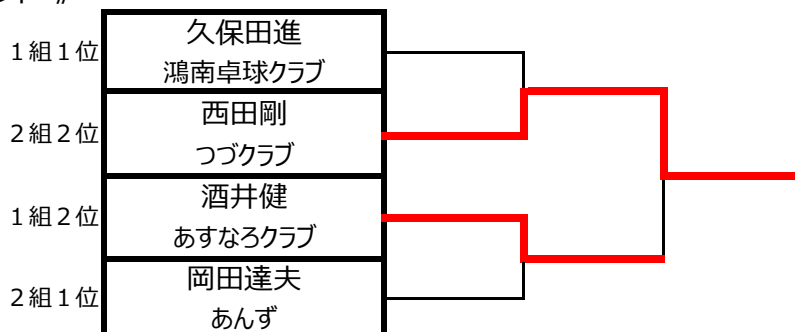 1組1位
久保田進
鴻南卓球クラブ
2組2位
西田剛
つづクラブ
1組2位
酒井健
あすなろクラブ
2組1位
岡田達夫
あんず